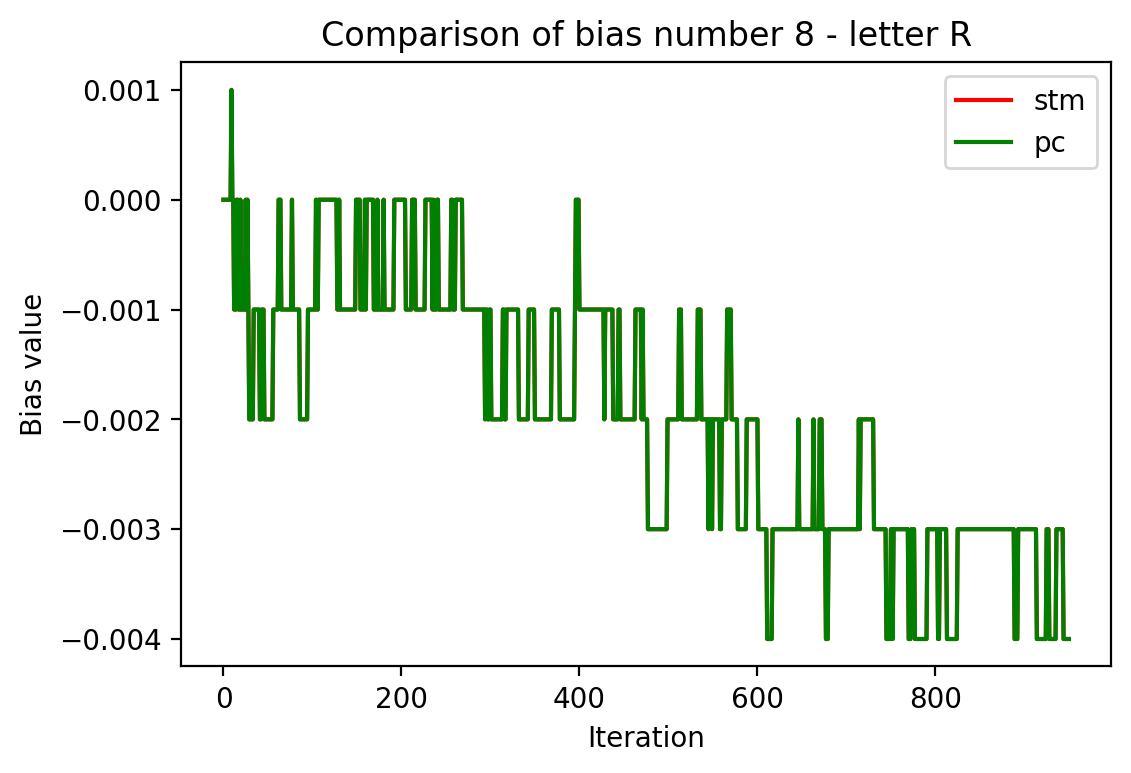 Comparison of bias number 8 - letter R
stm
pc
0.001
0.000
−0.001
−0.002
−0.003
−0.004
Bias value
0 200 400 600 800
Iteration